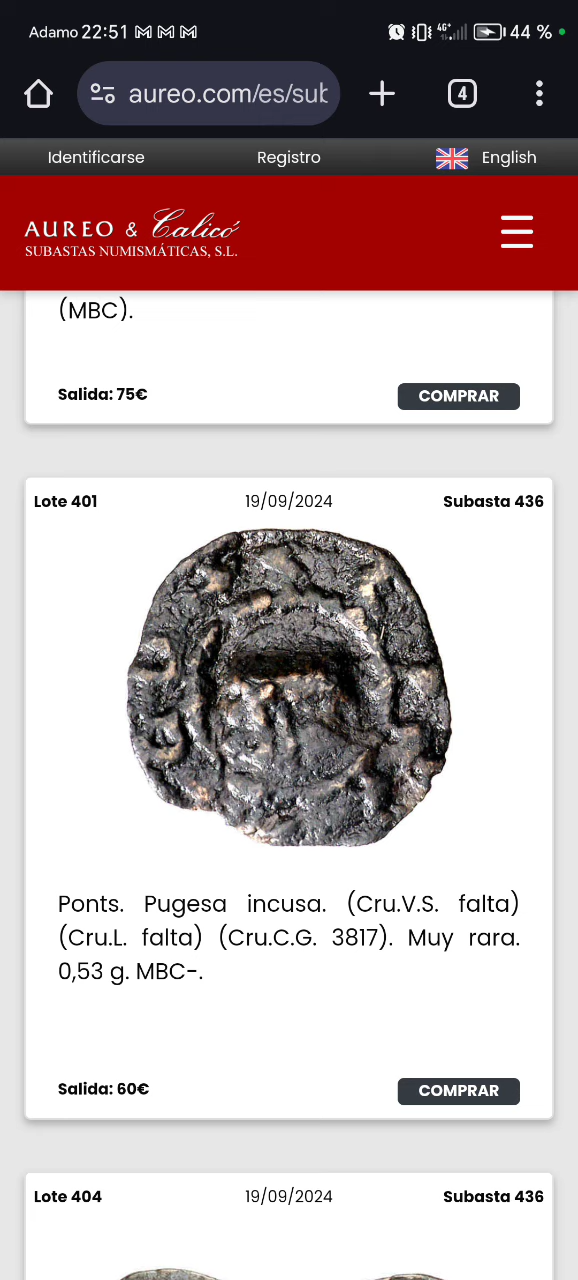 Adamo 22:51
4G+ 44 %
aureo.com/es/sub
4
Identificarse Registro English
AUREO & Calicó
SUBASTAS NUMISMÁTICAS, S.L.
(MBC).
Salida: 75€ COMPRAR
Lote 401 19/09/2024 Subasta 436
Ponts. Pugesa incusa. (Cru.V.S. falta)
(Cru.L. falta) (Cru.C.G. 3817). Muy rara.
0,53 g. MBC-.
Salida: 60€ COMPRAR
Lote 404 19/09/2024 Subasta 436